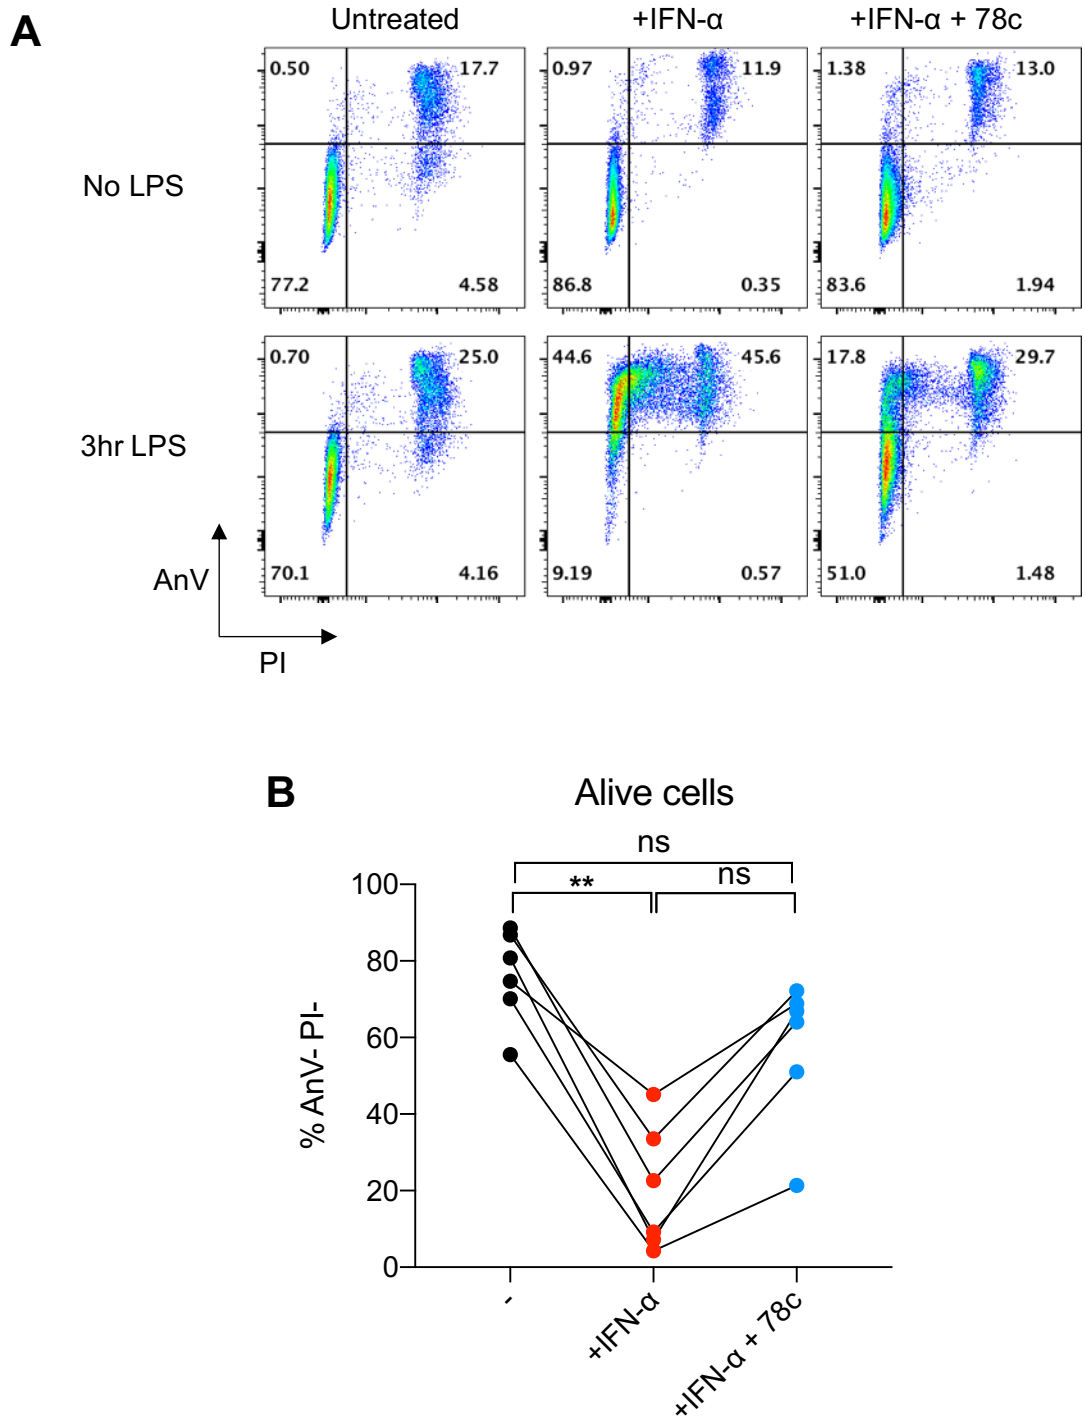 A
Untreated
+IFN-α
+IFN-α + 78c
No LPS
0.50
17.7
77.2
4.58
0.97
11.9
86.8
0.35
1.38
13.0
83.6
1.94
3hr LPS
0.70
25.0
70.1
4.16
44.6
45.6
9.19
0.57
17.8
29.7
51.0
1.48
AnV
PI
B
Alive cells
ns
**
ns
% AnV- PI-
100
80
60
40
20
0
-
+IFN-α
+IFN-α + 78c